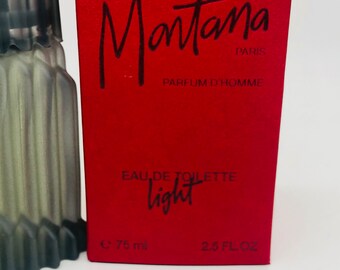 Montana
PARIS
PARFUM D'HOMME
EAU DE TOILETTE
light
e 75 ml 2.5 FL.OZ